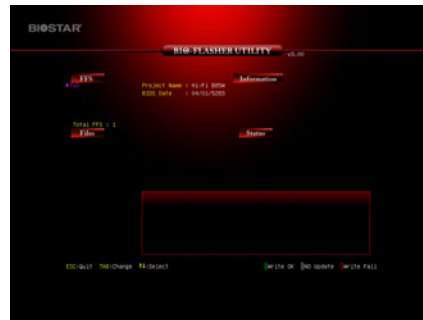 BIOSTAR
BIO-FLASHER UTILITY v3.00
FFS
Information
Project Name : Hi-Fi B85W
BIOS Date : 04/01/5203
Total FFS : 1
Files
Status
ESC:Quit TAB:Change ↑↓:Select
Write OK No Update Write Fail